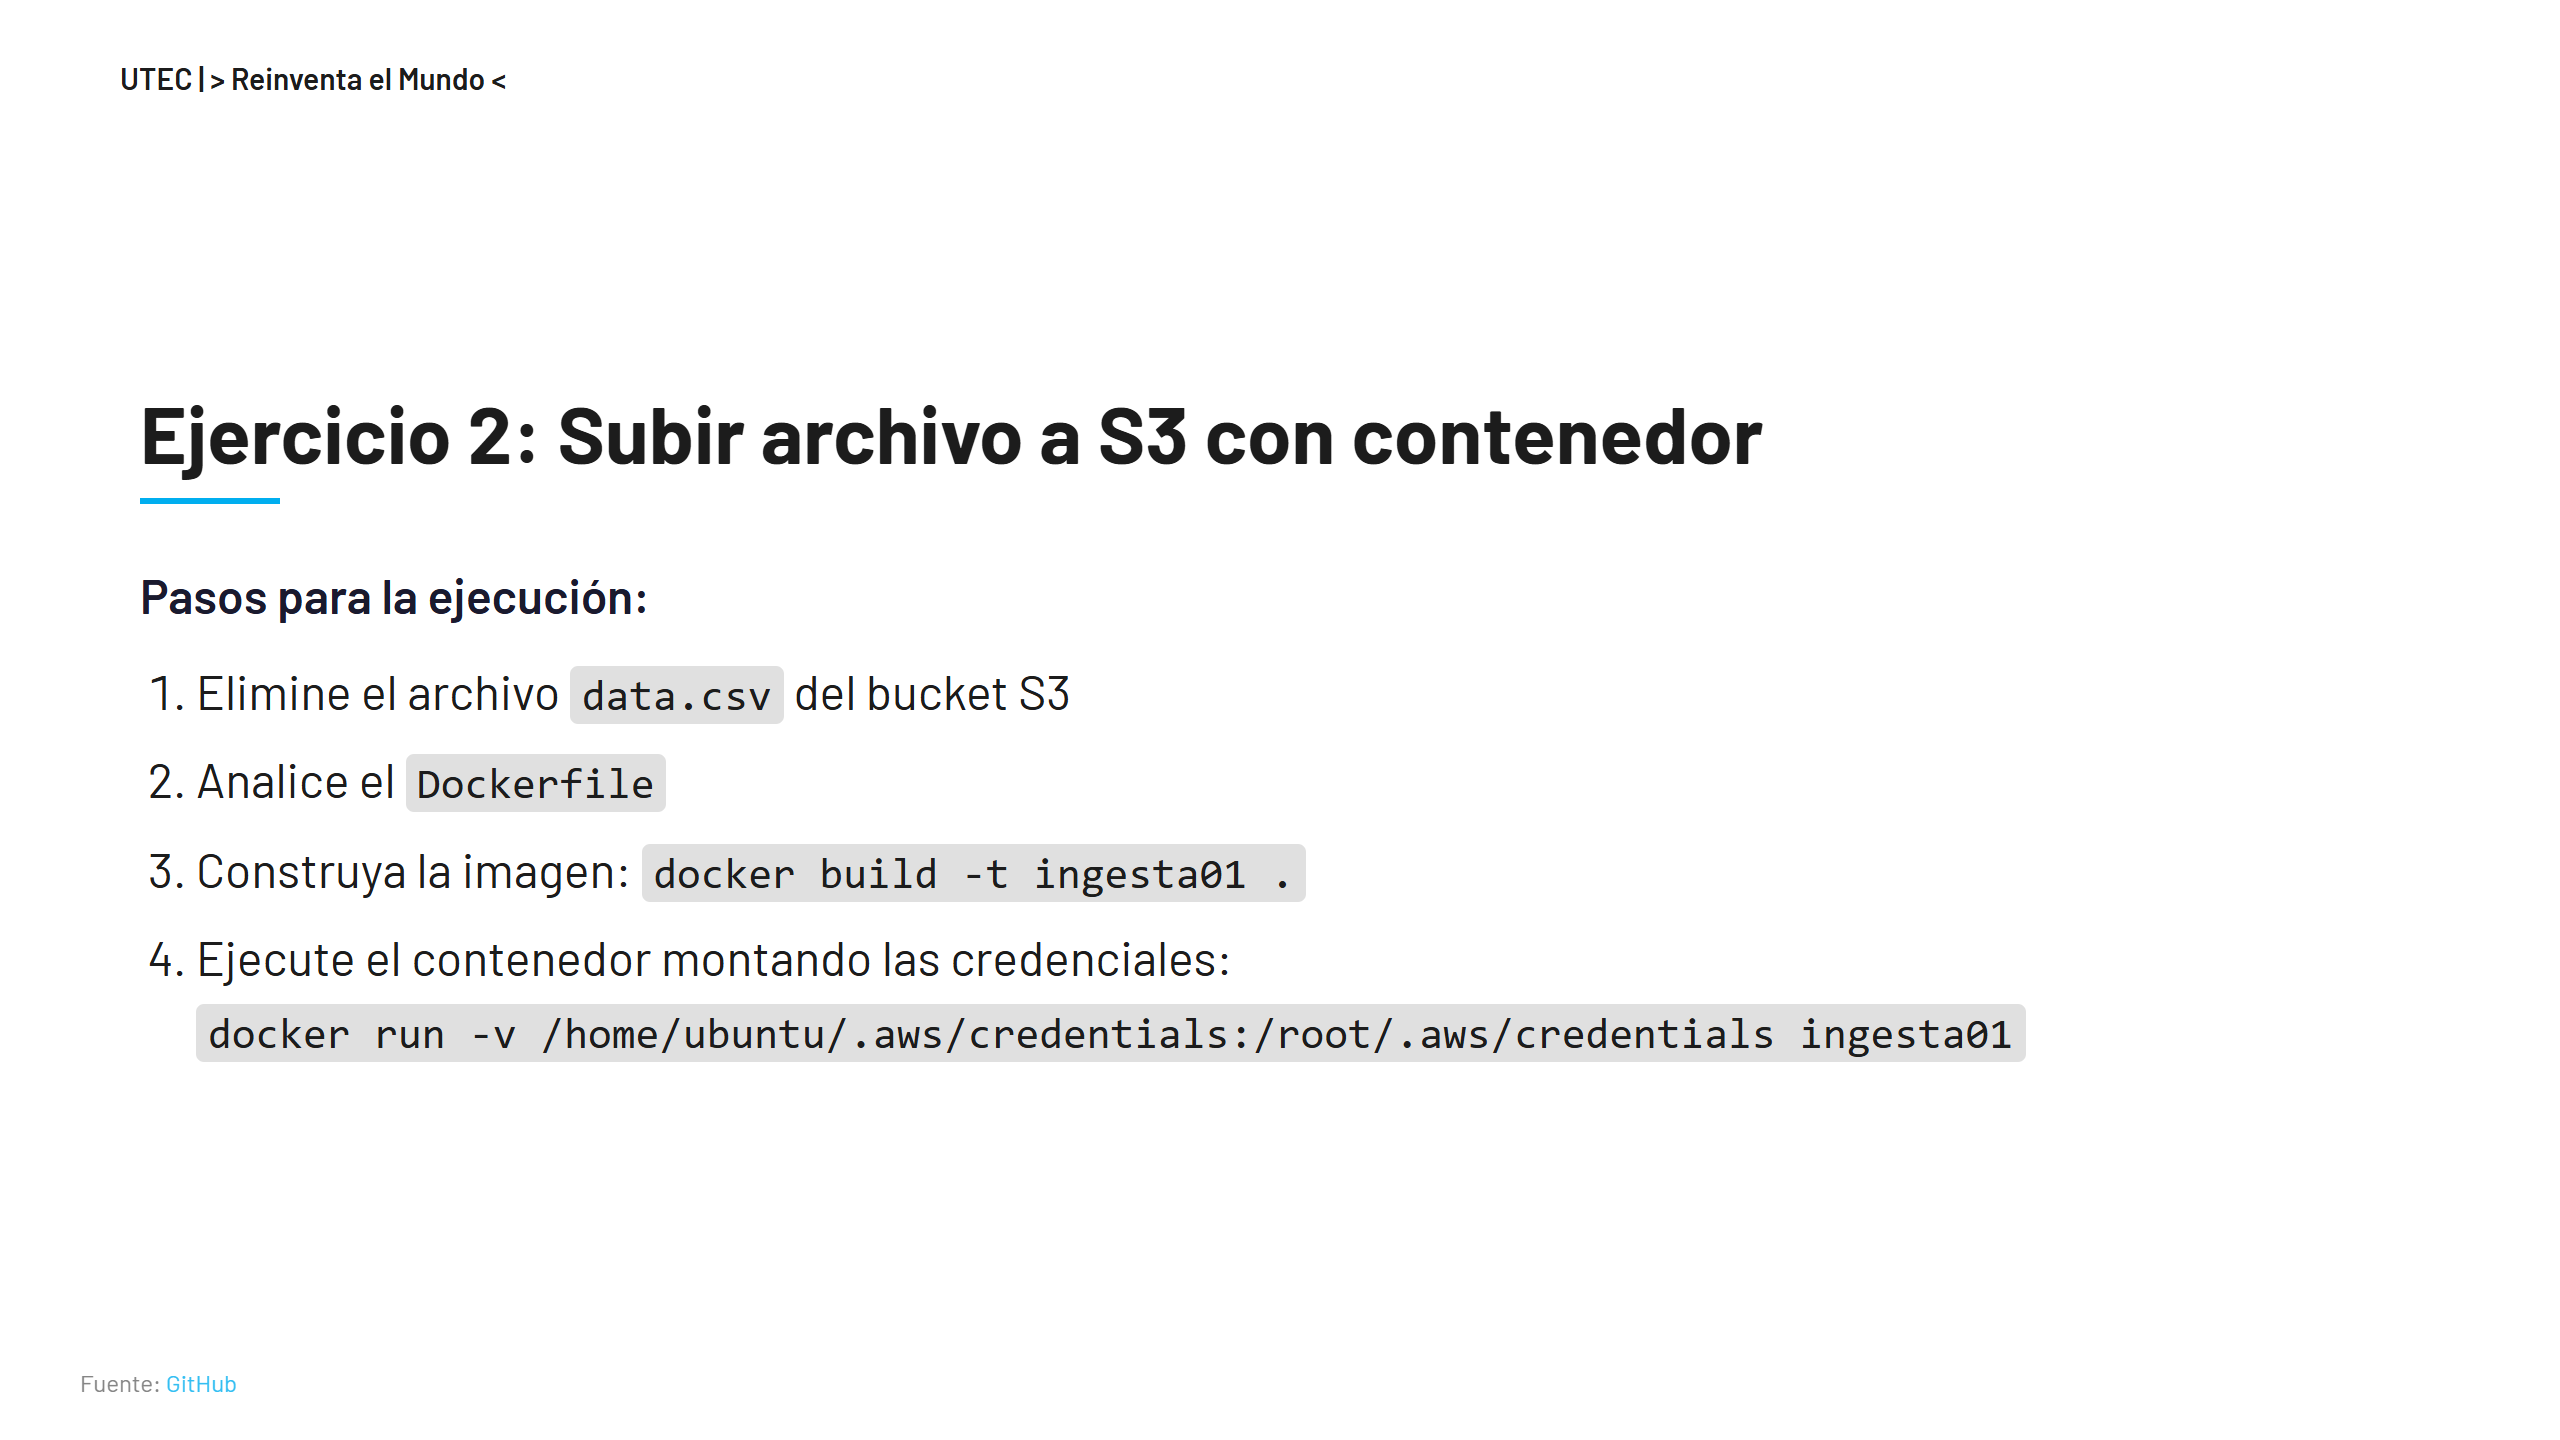 UTEC | > Reinventa el Mundo <
Ejercicio 2: Subir archivo a S3 con contenedor
Pasos para la ejecución:
1. Elimine el archivo data.csv del bucket S3
2. Analice el Dockerfile
3. Construya la imagen: docker build -t ingesta01 .
4. Ejecute el contenedor montando las credenciales:
docker run -v /home/ubuntu/.aws/credentials:/root/.aws/credentials ingesta01
Fuente: GitHub